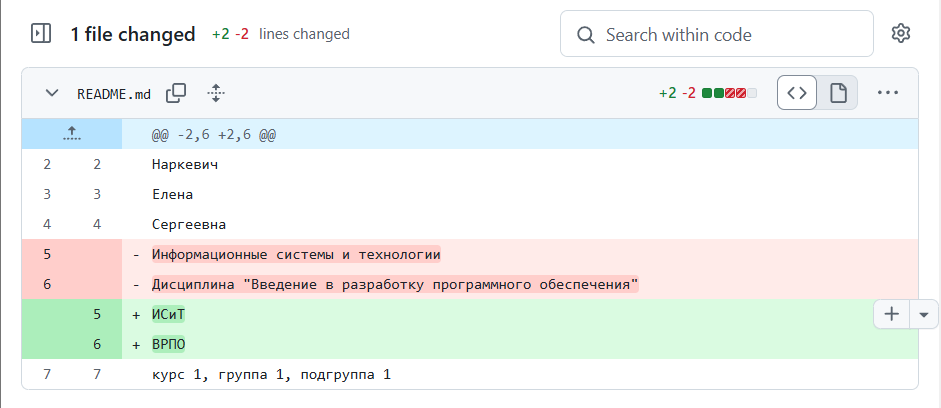 1 file changed +2 -2 lines changed Search within code
README.md +2 -2
@@ -2,6 +2,6 @@
2 2 Наркевич
3 3 Елена
4 4 Сергеевна
5 - Информационные системы и технологии
6 - Дисциплина "Введение в разработку программного обеспечения"
5 + ИСиТ
6 + ВРПО
7 7 курс 1, группа 1, подгруппа 1